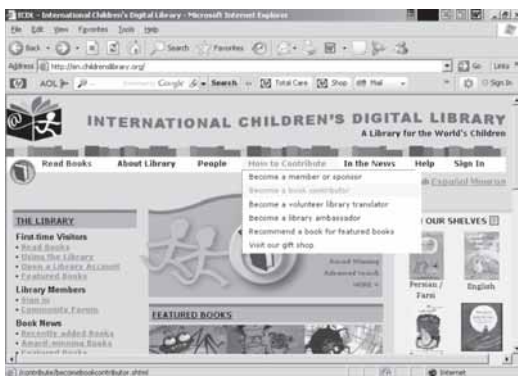 ICDL - International Children's Digital Library - Microsoft Internet Explorer
File Edit View Favorites Tools Help
Back Search Favorites
Address http://en.childrenslibrary.org/ Go Links
AOL Google Search Total Care Shop Mail Sign In
INTERNATIONAL CHILDREN'S DIGITAL LIBRARY
A Library for the World's Children
Read Books About Library People How to Contribute In the News Help Sign In
Become a member or sponsor
Become a book contributor
Become a volunteer library translator
Become a library ambassador
Recommend a book for featured books
Visit our gift shop
Español
THE LIBRARY
First-time Visitors
• Read Books
• Using the Library
• Open a Library Account
• Featured Books
Library Members
• Sign in
• Community Forum
Book News
• Recently added Books
• Award-winning Books
• Featured Books
Award Winning
Advanced Search
MORE
FEATURED BOOKS
OUR SHELVES
Persian / Farsi
English
/contribute/becomebookcontributor.shtml
Internet